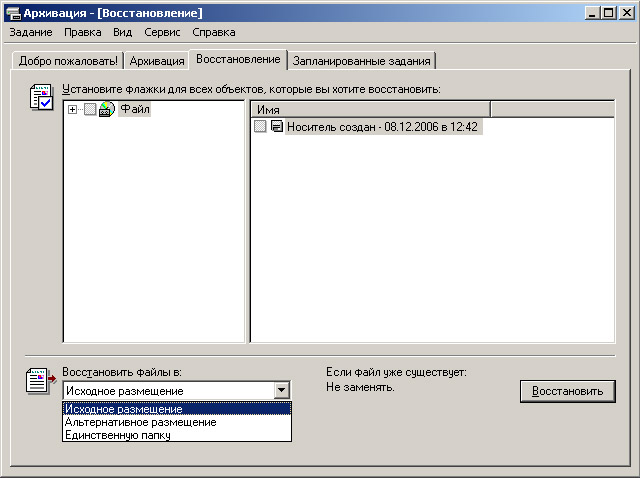 Архивация - [Восстановление]
Задание Правка Вид Сервис Справка
Добро пожаловать! Архивация Восстановление Запланированные задания
Установите флажки для всех объектов, которые вы хотите восстановить:
Файл
Имя
Носитель создан - 08.12.2006 в 12:42
Восстановить файлы в:
Исходное размещение
Исходное размещение
Альтернативное размещение
Единственную папку
Если файл уже существует:
Не заменять.
Восстановить